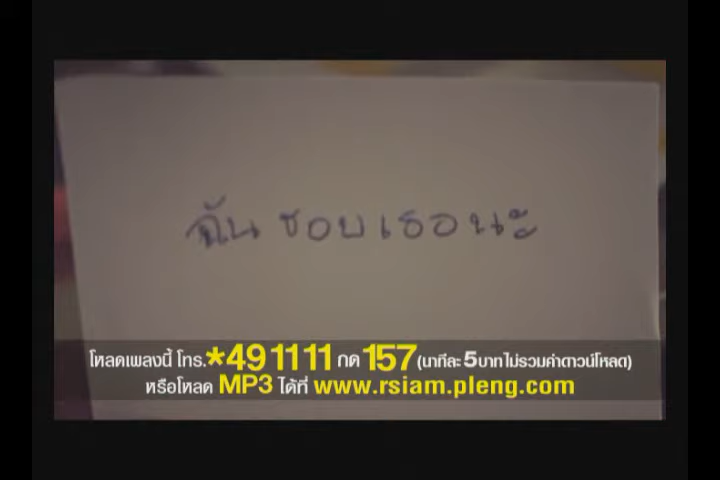 ฉัน ชอบเธอนะ
โหลดเพลงนี้ โทร.*49 11 11 กด 157 (นาทีละ 5บาท ไม่รวมค่าดาวน์โหลด)
หรือโหลด MP3 ได้ที่ www.rsiam.pleng.com